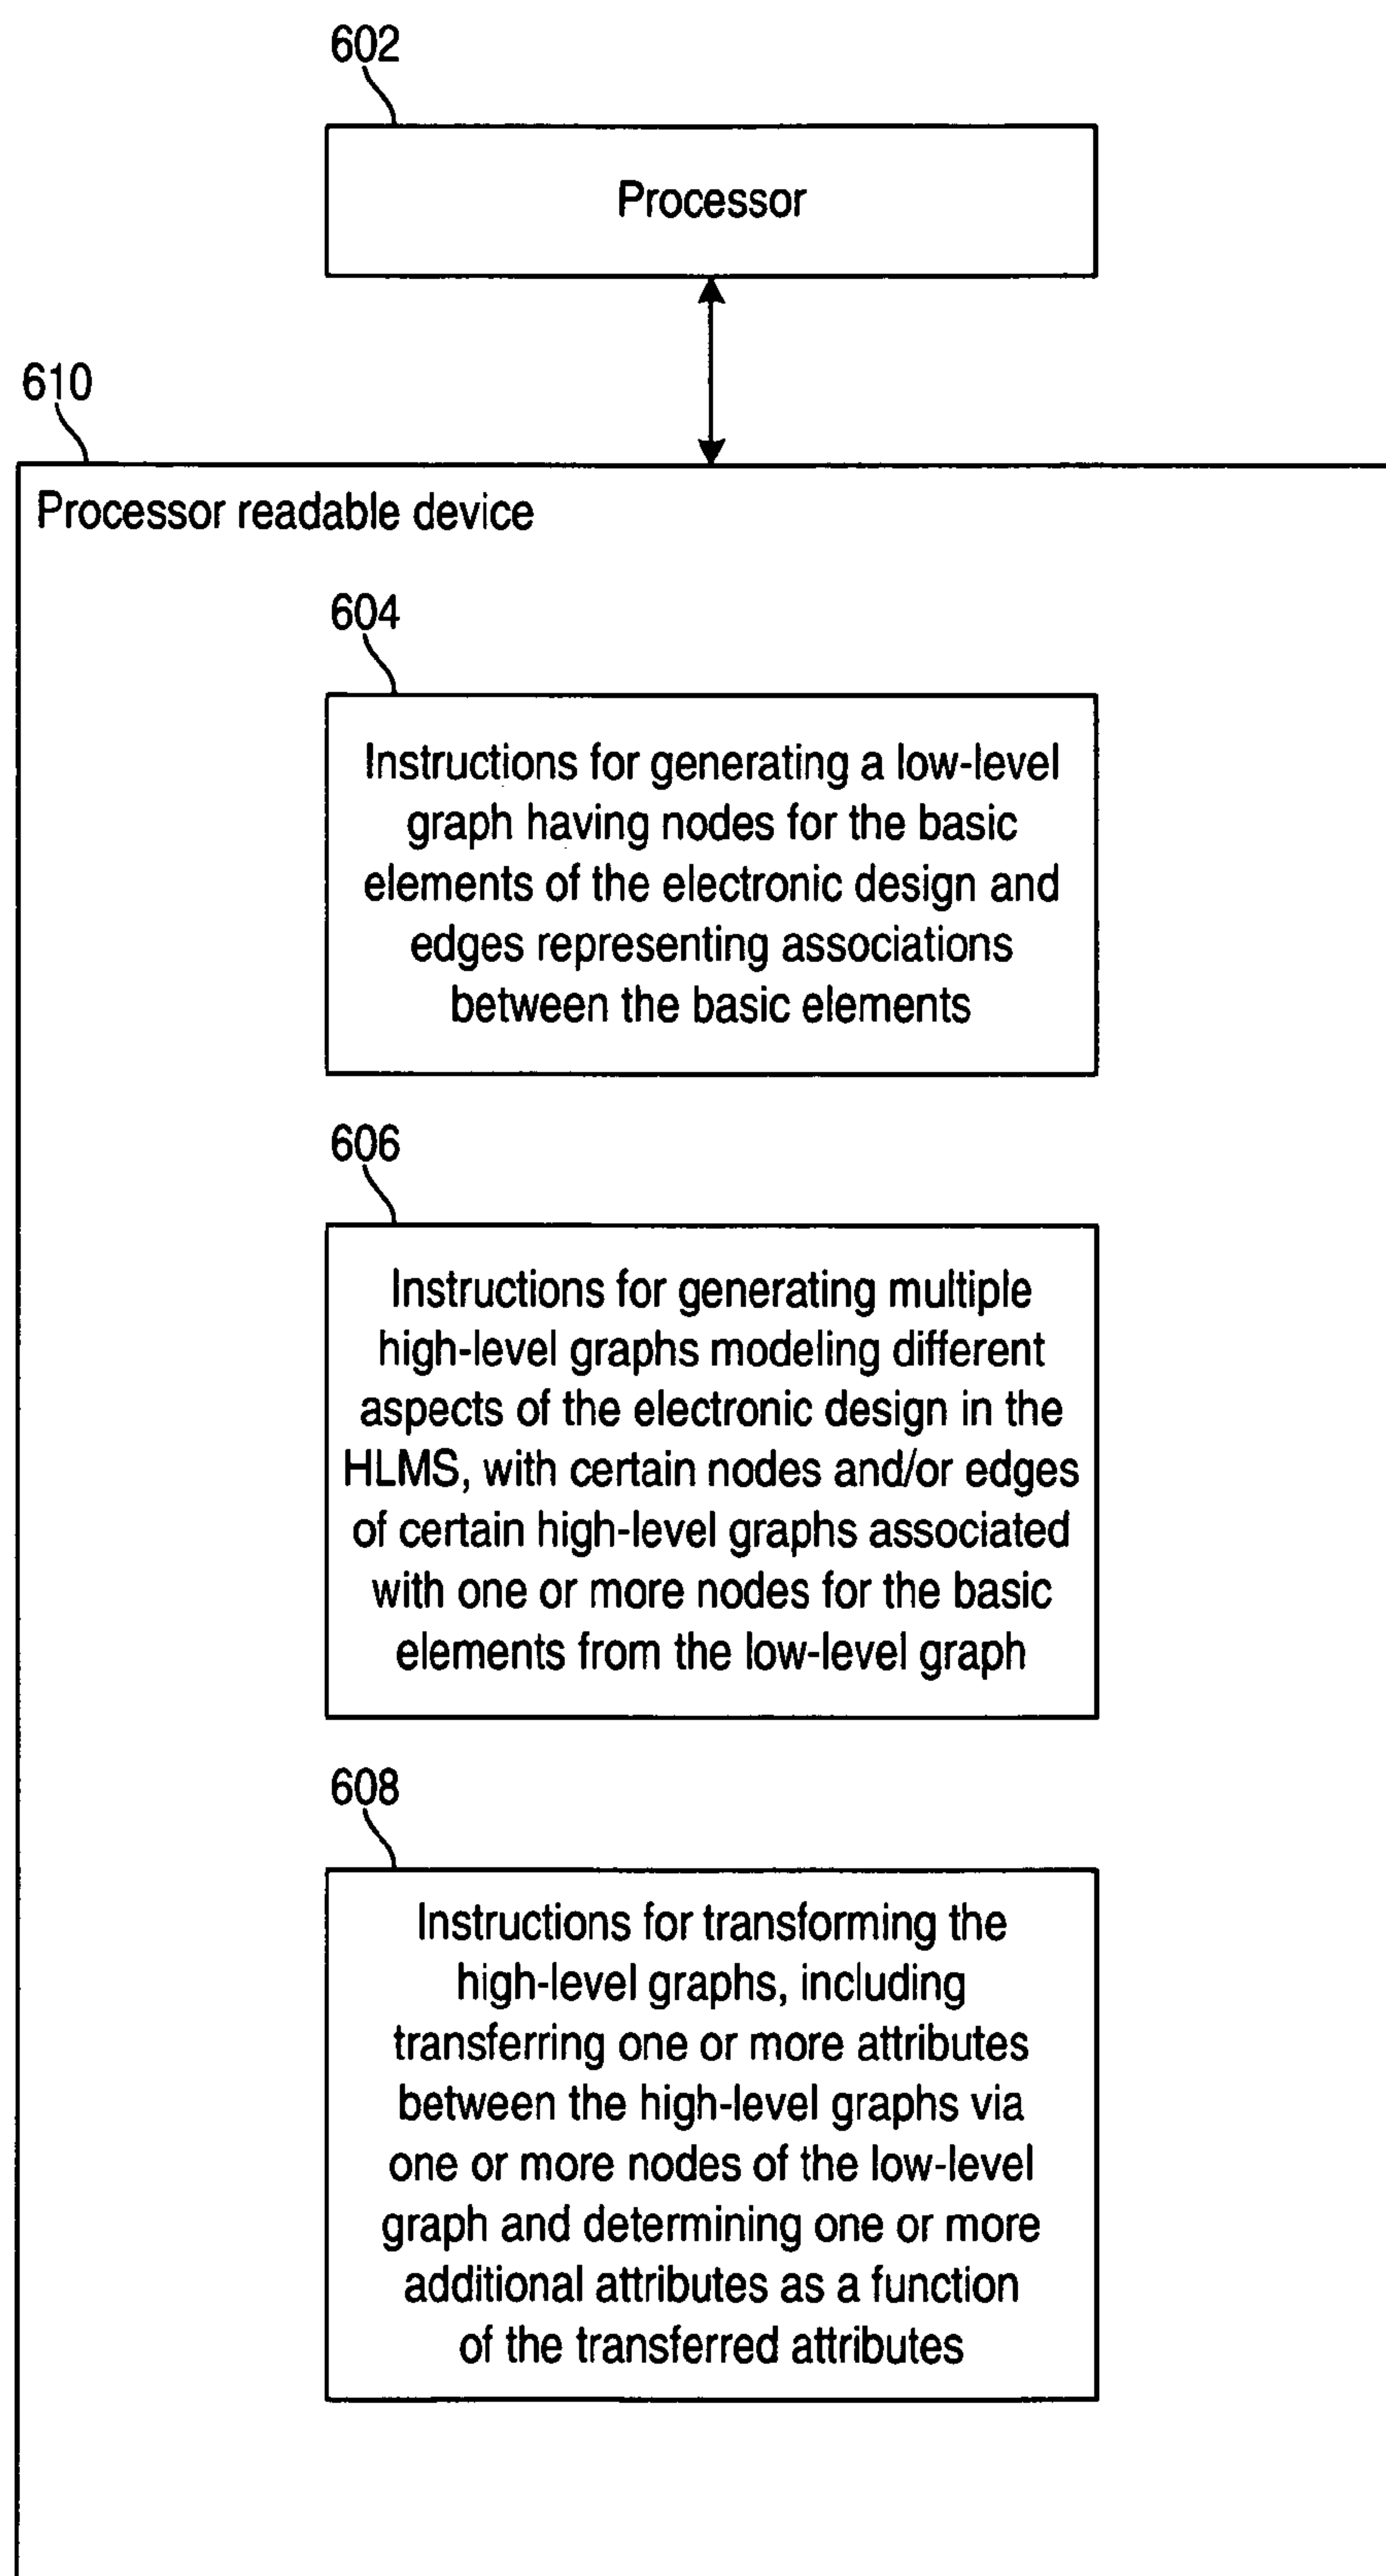 602
Processor
610
Processor readable device
604
Instructions for generating a low-level
graph having nodes for the basic
elements of the electronic design and
edges representing associations
between the basic elements
606
Instructions for generating multiple
high-level graphs modeling different
aspects of the electronic design in the
HLMS, with certain nodes and/or edges
of certain high-level graphs associated
with one or more nodes for the basic
elements from the low-level graph
608
Instructions for transforming the
high-level graphs, including
transferring one or more attributes
between the high-level graphs via
one or more nodes of the low-level
graph and determining one or more
additional attributes as a function
of the transferred attributes